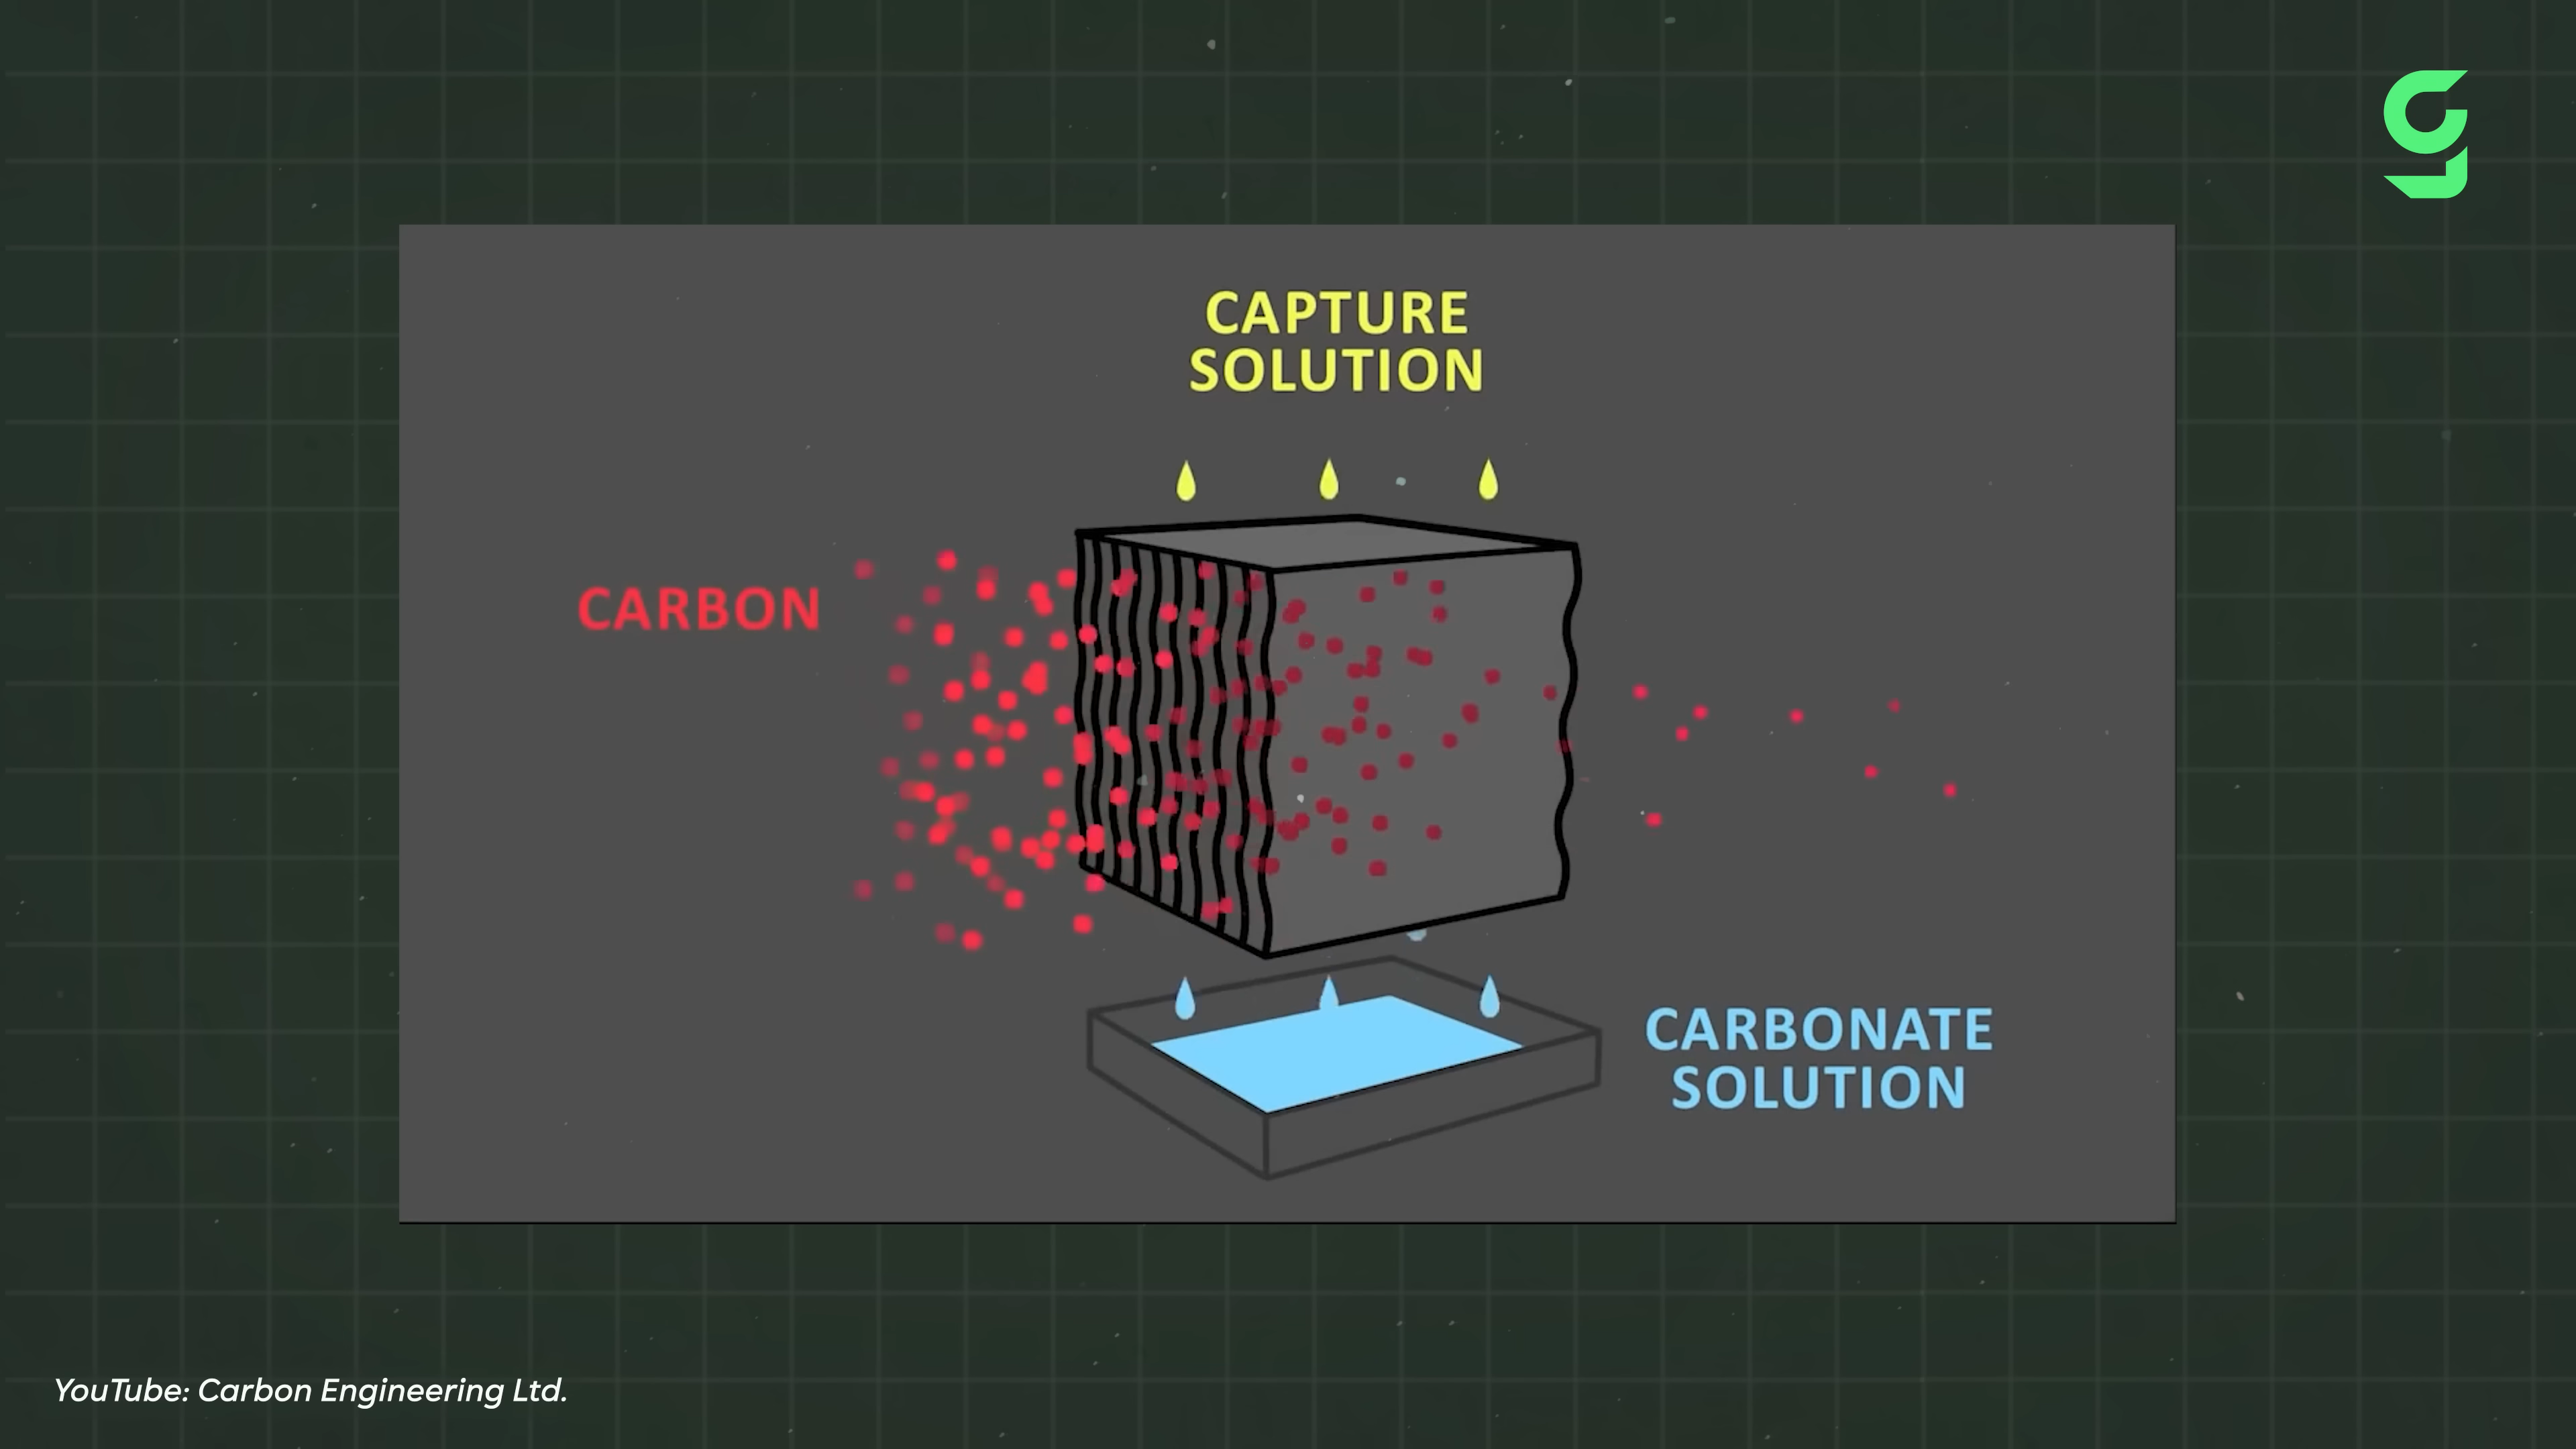 CAPTURE
SOLUTION
CARBON
CARBONATE
SOLUTION
YouTube: Carbon Engineering Ltd.